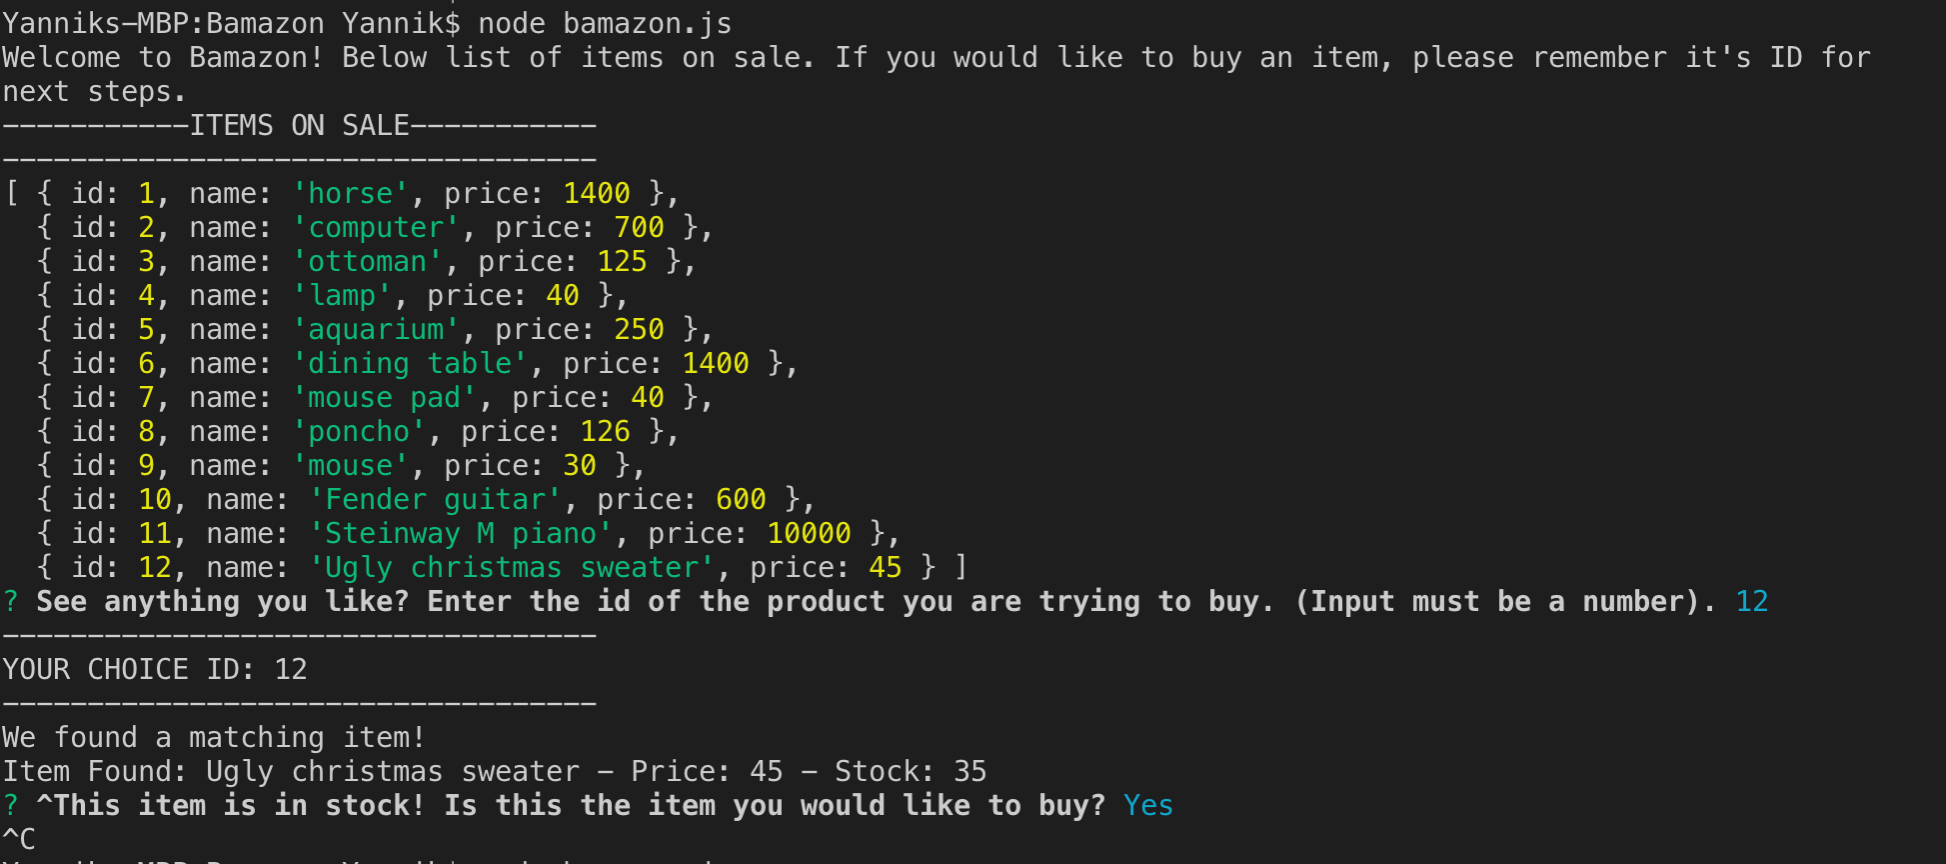 Yanniks-MBP:Bamazon Yannik$ node bamazon.js
Welcome to Bamazon! Below list of items on sale. If you would like to buy an item, please remember it's ID for
next steps.
-----------ITEMS ON SALE-----------
-----------------------------------
[ { id: 1, name: 'horse', price: 1400 },
  { id: 2, name: 'computer', price: 700 },
  { id: 3, name: 'ottoman', price: 125 },
  { id: 4, name: 'lamp', price: 40 },
  { id: 5, name: 'aquarium', price: 250 },
  { id: 6, name: 'dining table', price: 1400 },
  { id: 7, name: 'mouse pad', price: 40 },
  { id: 8, name: 'poncho', price: 126 },
  { id: 9, name: 'mouse', price: 30 },
  { id: 10, name: 'Fender guitar', price: 600 },
  { id: 11, name: 'Steinway M piano', price: 10000 },
  { id: 12, name: 'Ugly christmas sweater', price: 45 } ]
? See anything you like? Enter the id of the product you are trying to buy. (Input must be a number). 12
-----------------------------------
YOUR CHOICE ID: 12
-----------------------------------
We found a matching item!
Item Found: Ugly christmas sweater - Price: 45 - Stock: 35
? ^This item is in stock! Is this the item you would like to buy? Yes
^C